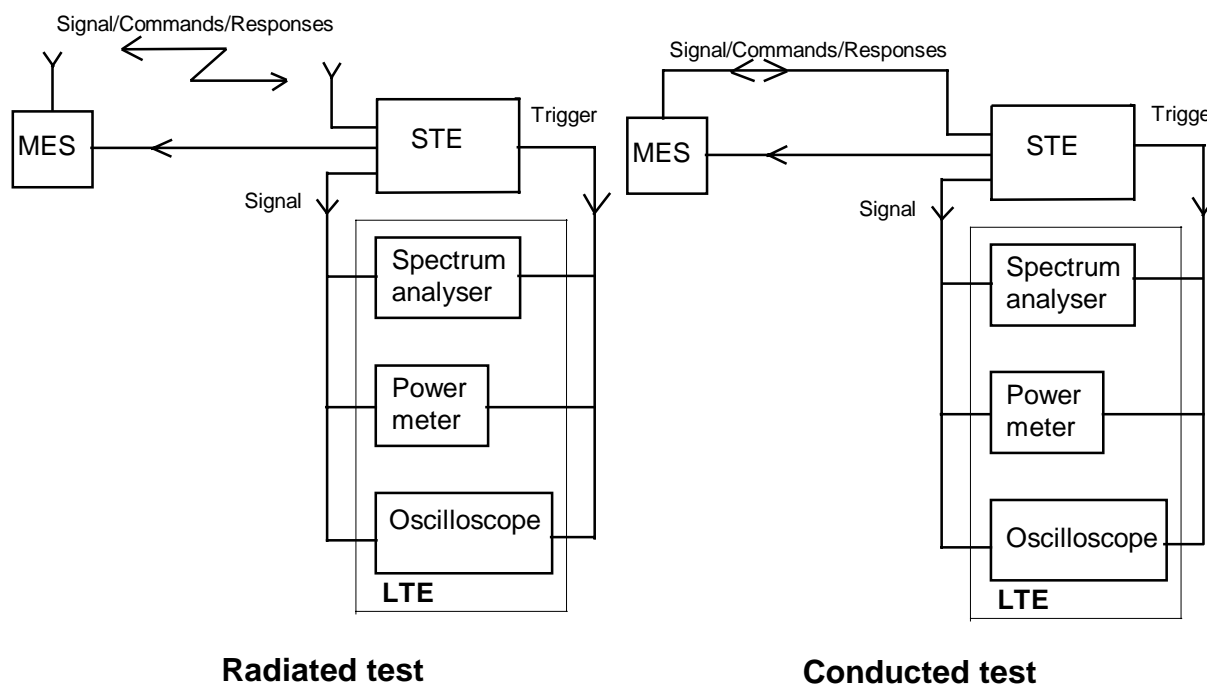 Signal/Commands/Responses
MES
STE
Trigger
Signal
Spectrum
analyser
Power
meter
Oscilloscope
LTE
Radiated test
Signal/Commands/Responses
MES
STE
Trigge
Signal
Spectrum
analyser
Power
meter
Oscilloscope
LTE
Conducted test